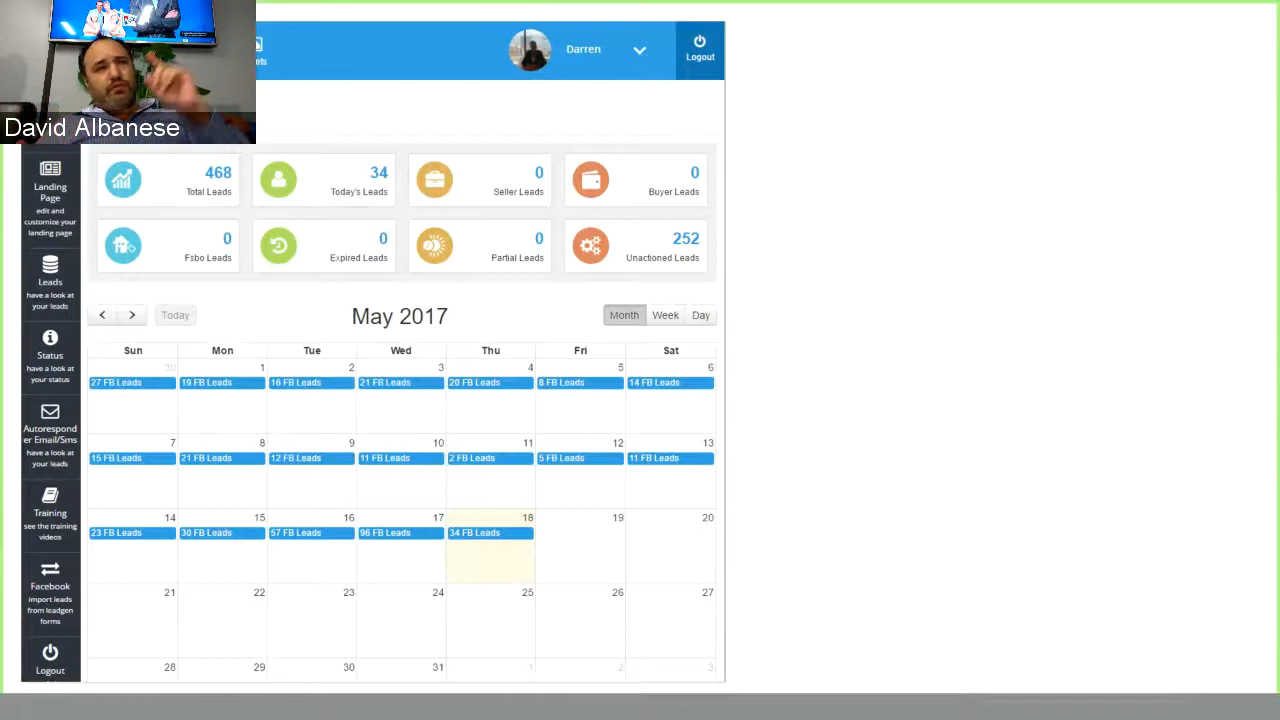 David Albanese
ets
Darren
Logout
Landing
Page
edit and
customize your
landing page
Leads
have a look at
your leads
Status
have a look at
your status
Autorespond
er Email/Sms
have a look at
your leads
Training
see the training
videos
Facebook
import leads
from leadgen
forms
Logout
468
Total Leads
34
Today's Leads
0
Seller Leads
0
Buyer Leads
0
Fsbo Leads
0
Expired Leads
0
Partial Leads
252
Unactioned Leads
Today
May 2017
Month Week Day
Sun Mon Tue Wed Thu Fri Sat
30 1 2 3 4 5 6
27 FB Leads 19 FB Leads 16 FB Leads 21 FB Leads 20 FB Leads 8 FB Leads 14 FB Leads
7 8 9 10 11 12 13
15 FB Leads 21 FB Leads 12 FB Leads 11 FB Leads 2 FB Leads 5 FB Leads 11 FB Leads
14 15 16 17 18 19 20
23 FB Leads 30 FB Leads 57 FB Leads 96 FB Leads 34 FB Leads
21 22 23 24 25 26 27
28 29 30 31 1 2 3